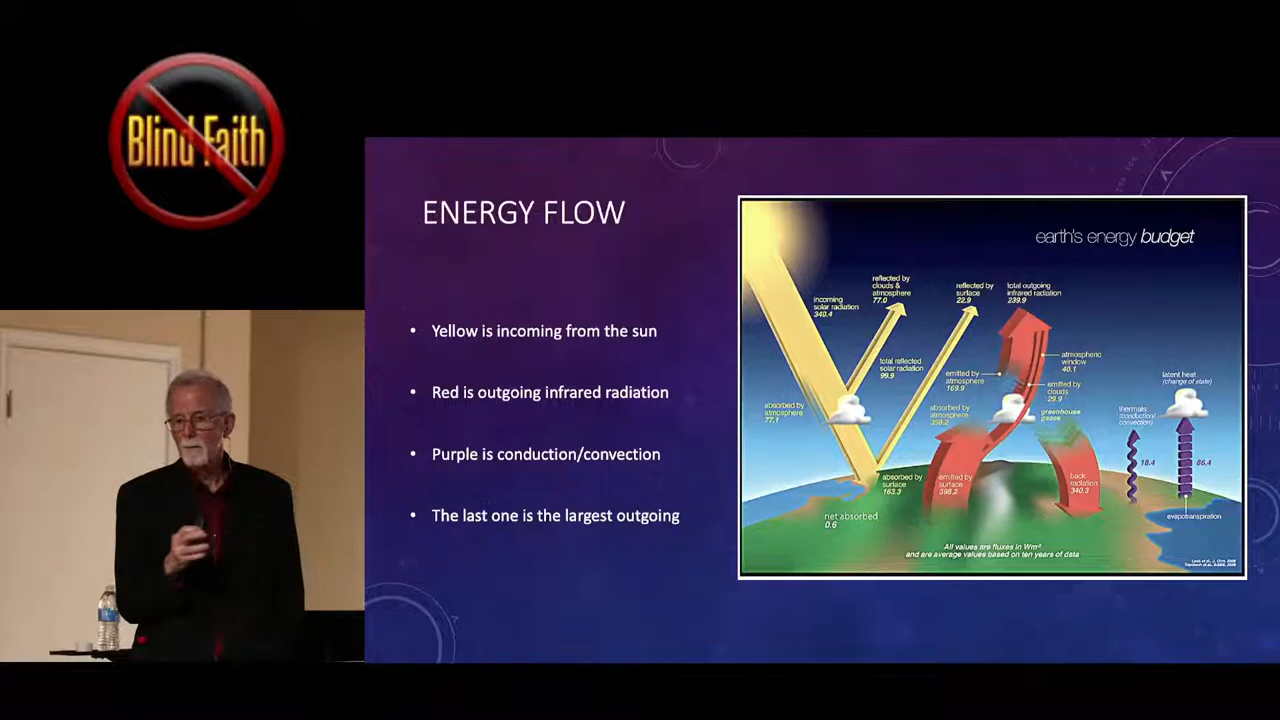 Blind Faith
ENERGY FLOW
• Yellow is incoming from the sun
• Red is outgoing infrared radiation
• Purple is conduction/convection
• The last one is the largest outgoing
earth's energy budget
reflected by
clouds &
atmosphere
77.0
incoming
solar radiation
340.4
reflected by
surface
22.9
total outgoing
infrared radiation
239.9
total reflected
solar radiation
99.9
atmospheric
window
40.1
emitted by
atmosphere
169.9
emitted by
clouds
29.9
latent heat
(change of state)
absorbed by
atmosphere
77.1
absorbed by
atmosphere
358.2
greenhouse
gases
thermals
(conduction/
convection)
18.4
86.4
absorbed by
surface
163.3
emitted by
surface
398.2
back
radiation
340.3
net absorbed
0.6
evapotranspiration
All values are fluxes in Wm-2
and are average values based on ten years of data